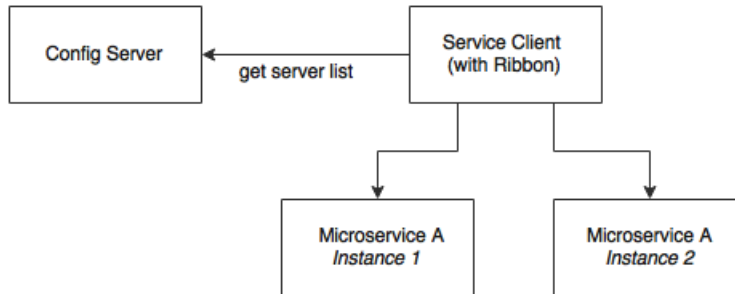 Config Server
Service Client
(with Ribbon)
get server list
Microservice A
Instance 1
Microservice A
Instance 2